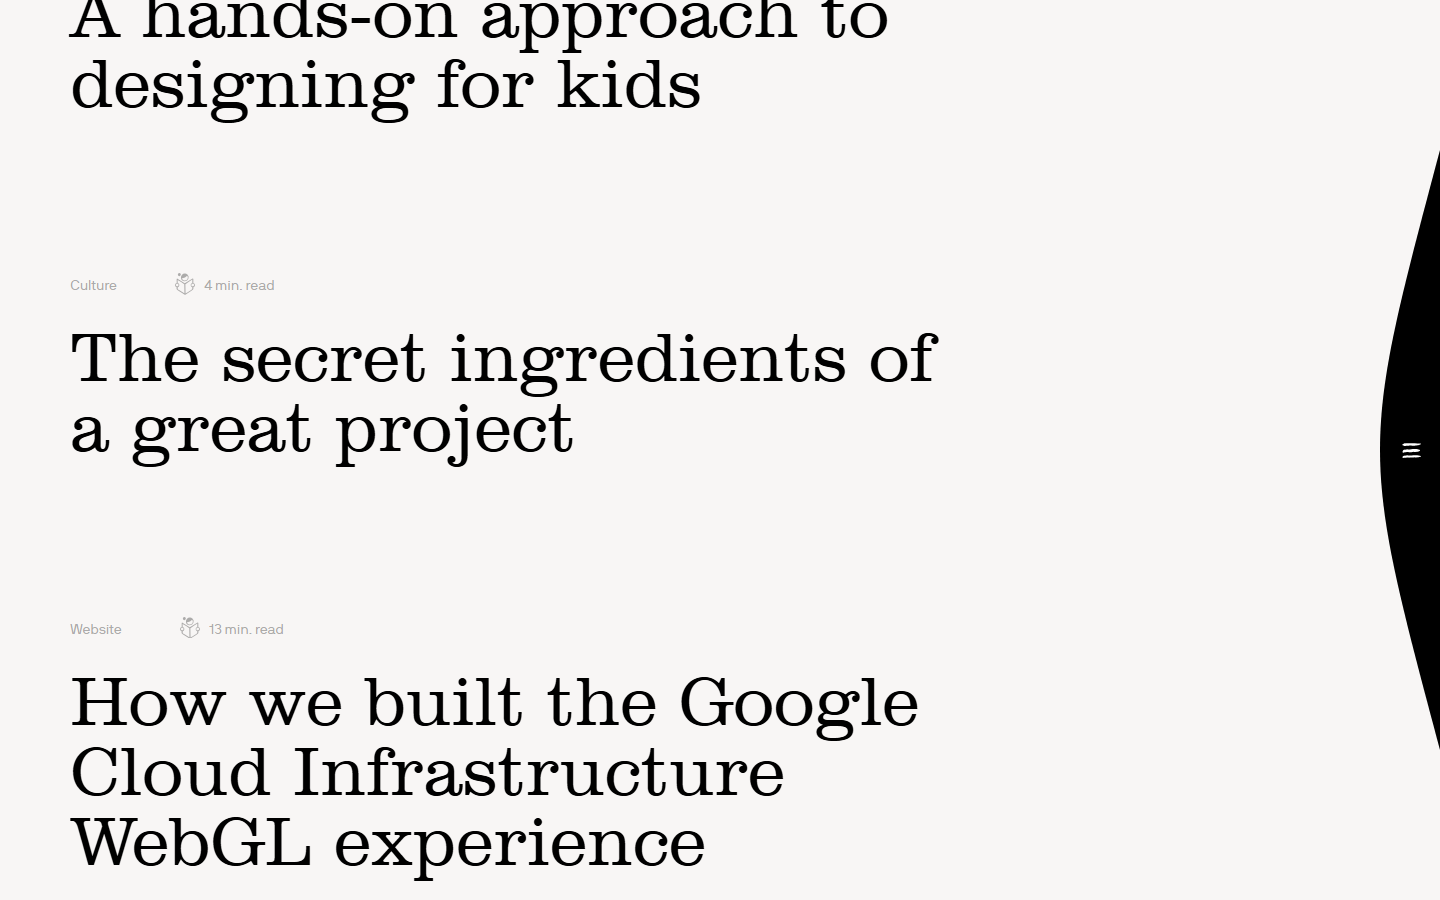 A hands-on approach to
designing for kids
Culture
4 min. read
The secret ingredients of
a great project
Website
13 min. read
How we built the Google
Cloud Infrastructure
WebGL experience